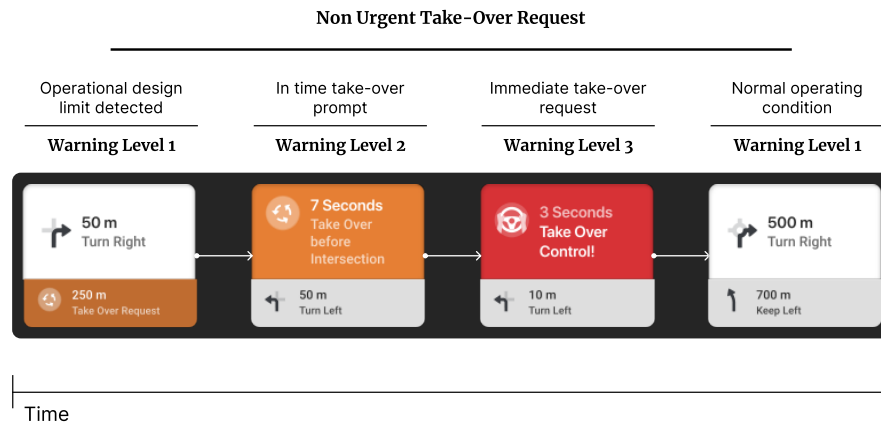 Non Urgent Take-Over Request
Operational design
limit detected
Warning Level 1
In time take-over
prompt
Warning Level 2
Immediate take-over
request
Warning Level 3
Normal operating
condition
Warning Level 1
50 m
Turn Right
250 m
Take Over Request
7 Seconds
Take Over
before
Intersection
50 m
Turn Left
3 Seconds
Take Over
Control!
10 m
Turn Left
500 m
Turn Right
700 m
Keep Left
Time